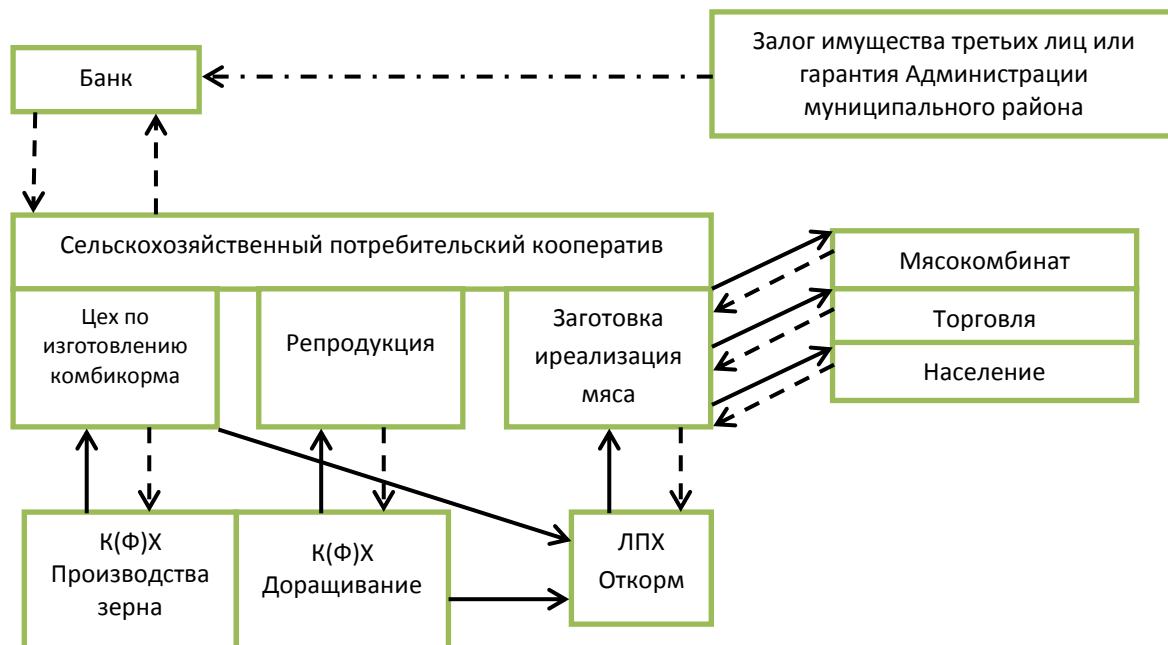 Банк
Залог имущества третьих лиц или
гарантия Администрации
муниципального района
Сельскохозяйственный потребительский кооператив
Цех по
изготовлению
комбикорма
Репродукция
Заготовка
иреализация
мяса
Мясокомбинат
Торговля
Население
К(Ф)Х
Производства
зерна
К(Ф)Х
Доращивание
ЛПХ
Откорм